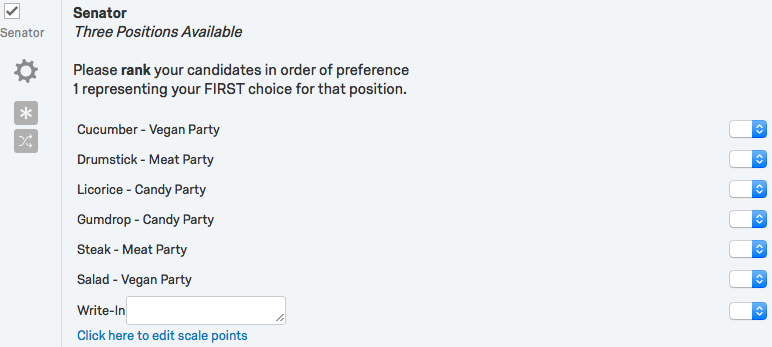 Senator
Senator
Three Positions Available
Please rank your candidates in order of preference
1 representing your FIRST choice for that position.
Cucumber - Vegan Party
Drumstick - Meat Party
Licorice - Candy Party
Gumdrop - Candy Party
Steak - Meat Party
Salad - Vegan Party
Write-In
Click here to edit scale points